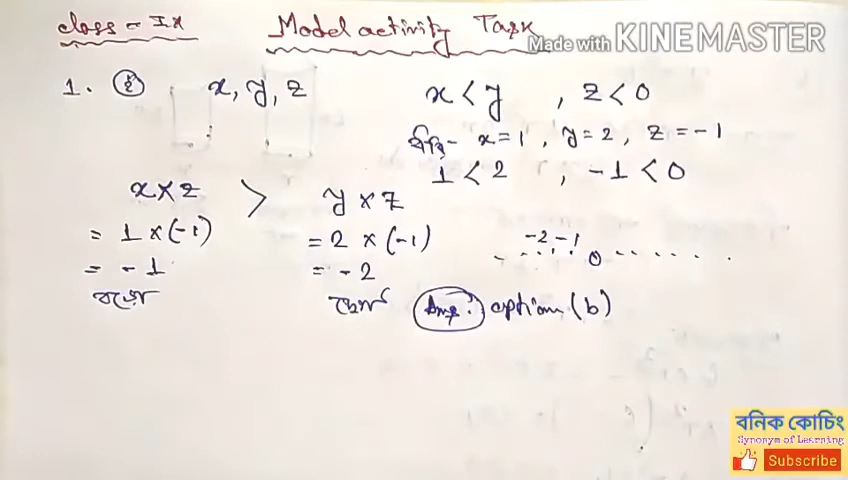 class - IX Model activity Task
Made with KINEMASTER
1. (i) x, y, z x < y , z < 0
ধরি- x = 1, y = 2, z = -1
1 < 2 , -1 < 0
x × z > y × z
= 1 × (-1) = 2 × (-1) -2 -1
= -1 = -2 0
বড়ো ছোট Ans: option (b)
বনিক কোচিং
Synonym of Learning
Subscribe